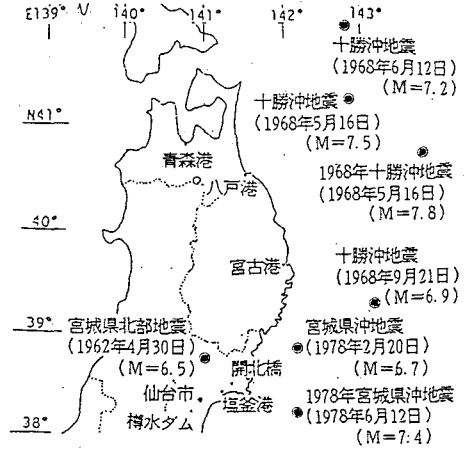 E139° 140° 141° 142° 143°
十勝沖地震
(1968年6月12日)
(M=7.2)
N41°
十勝沖地震
(1968年5月16日)
(M=7.5)
青森港
八戸港
1968年十勝沖地震
(1968年5月16日)
(M=7.8)
40°
宮古港
十勝沖地震
(1968年9月21日)
(M=6.9)
39°
宮城県北部地震
(1962年4月30日)
(M=6.5)
宮城県沖地震
(1978年2月20日)
(M=6.7)
開北橋
仙台市
塩釜港
樽水ダム
1978年宮城県沖地震
(1978年6月12日)
(M=7.4)
38°